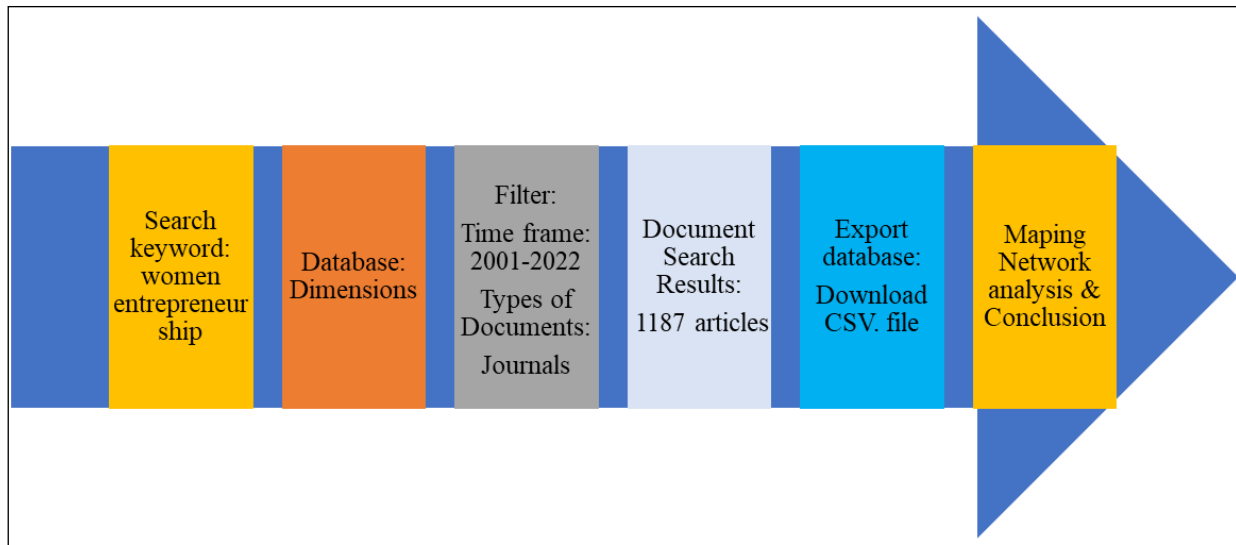 Search
keyword:
women
entrepreneur
ship
Database:
Dimensions
Filter:
Time frame:
2001-2022
Types of
Documents:
Journals
Document
Search
Results:
1187 articles
Export
database:
Download
CSV. file
Maping
Network
analysis &
Conclusion